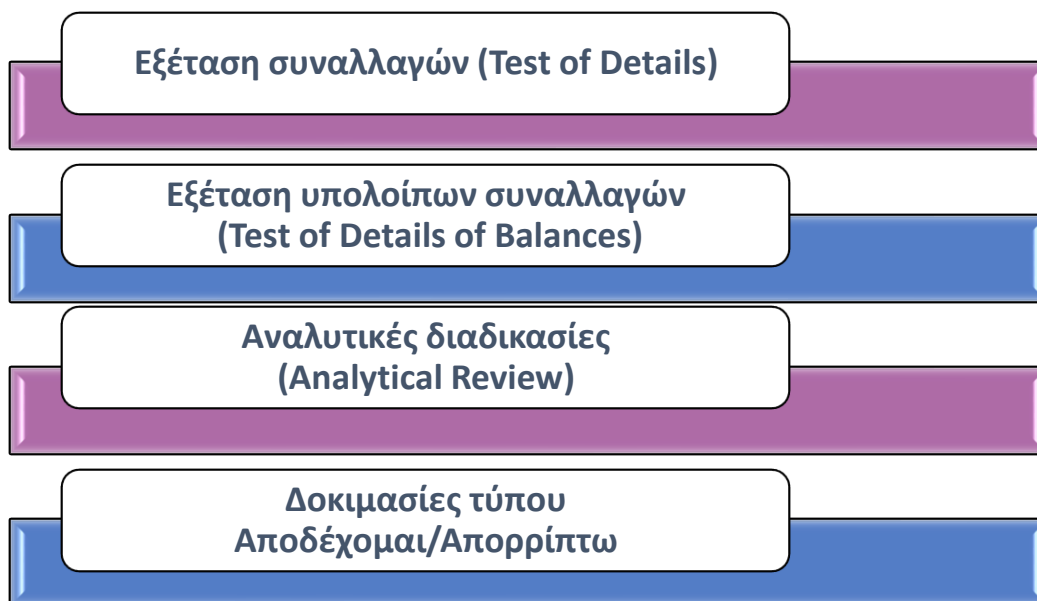 Εξέταση συναλλαγών (Test of Details)
Εξέταση υπολοίπων συναλλαγών
(Test of Details of Balances)
Αναλυτικές διαδικασίες
(Analytical Review)
Δοκιμασίες τύπου
Αποδέχομαι/Απορρίπτω